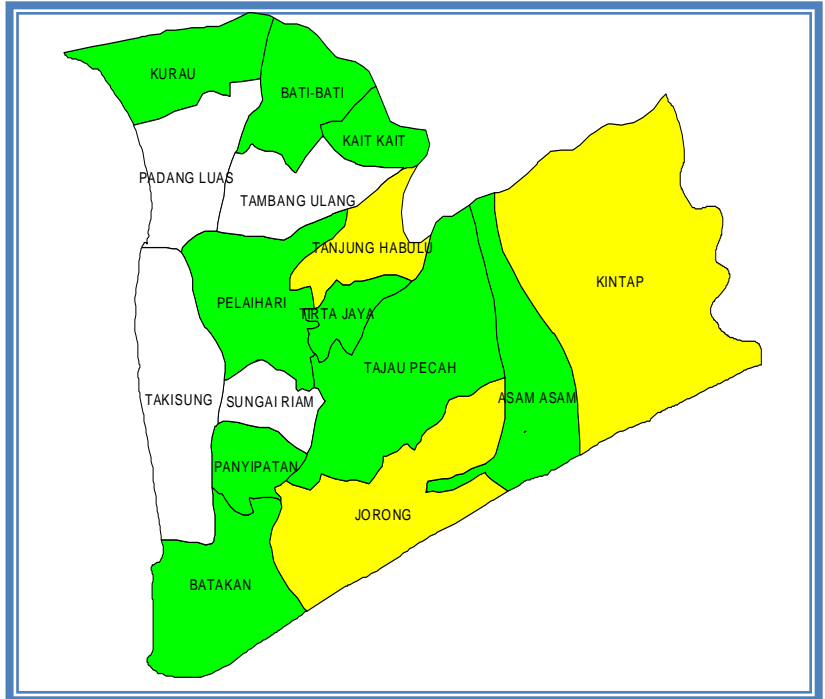 KURAU
BATI-BATI
KAIT KAIT
PADANG LUAS
TAMBANG ULANG
TANJUNG HABULU
KINTAP
PELAIHARI
TIRTA JAYA
TAJAU PECAH
TAKISUNG
SUNGAI RIAM
ASAM ASAM
PANYIPATAN
JORONG
BATAKAN